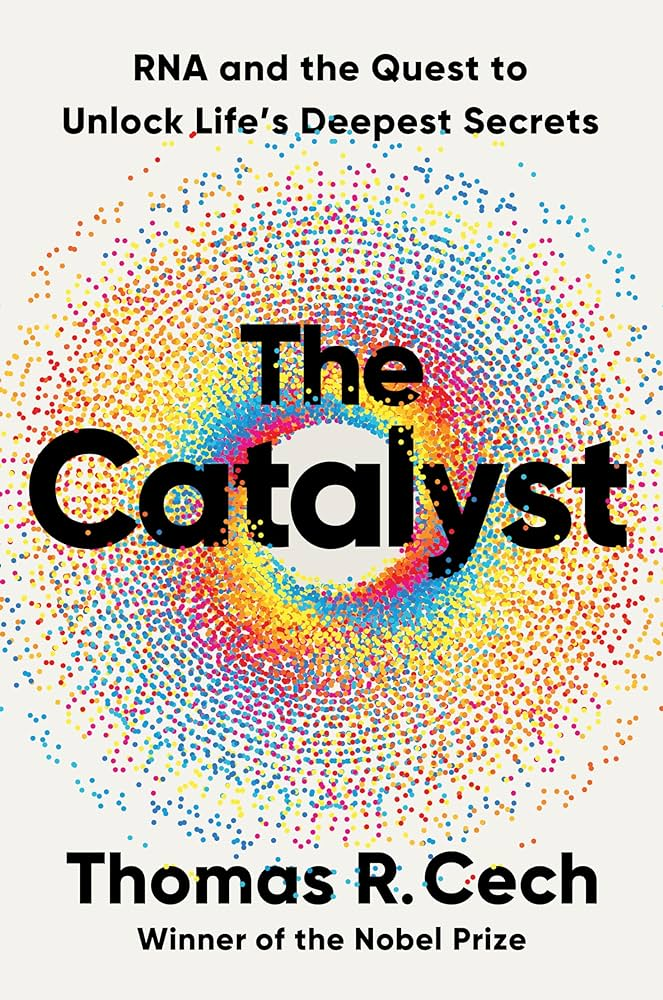 RNA and the Quest to
Unlock Life’s Deepest Secrets
The
Catalyst
Thomas R. Cech
Winner of the Nobel Prize